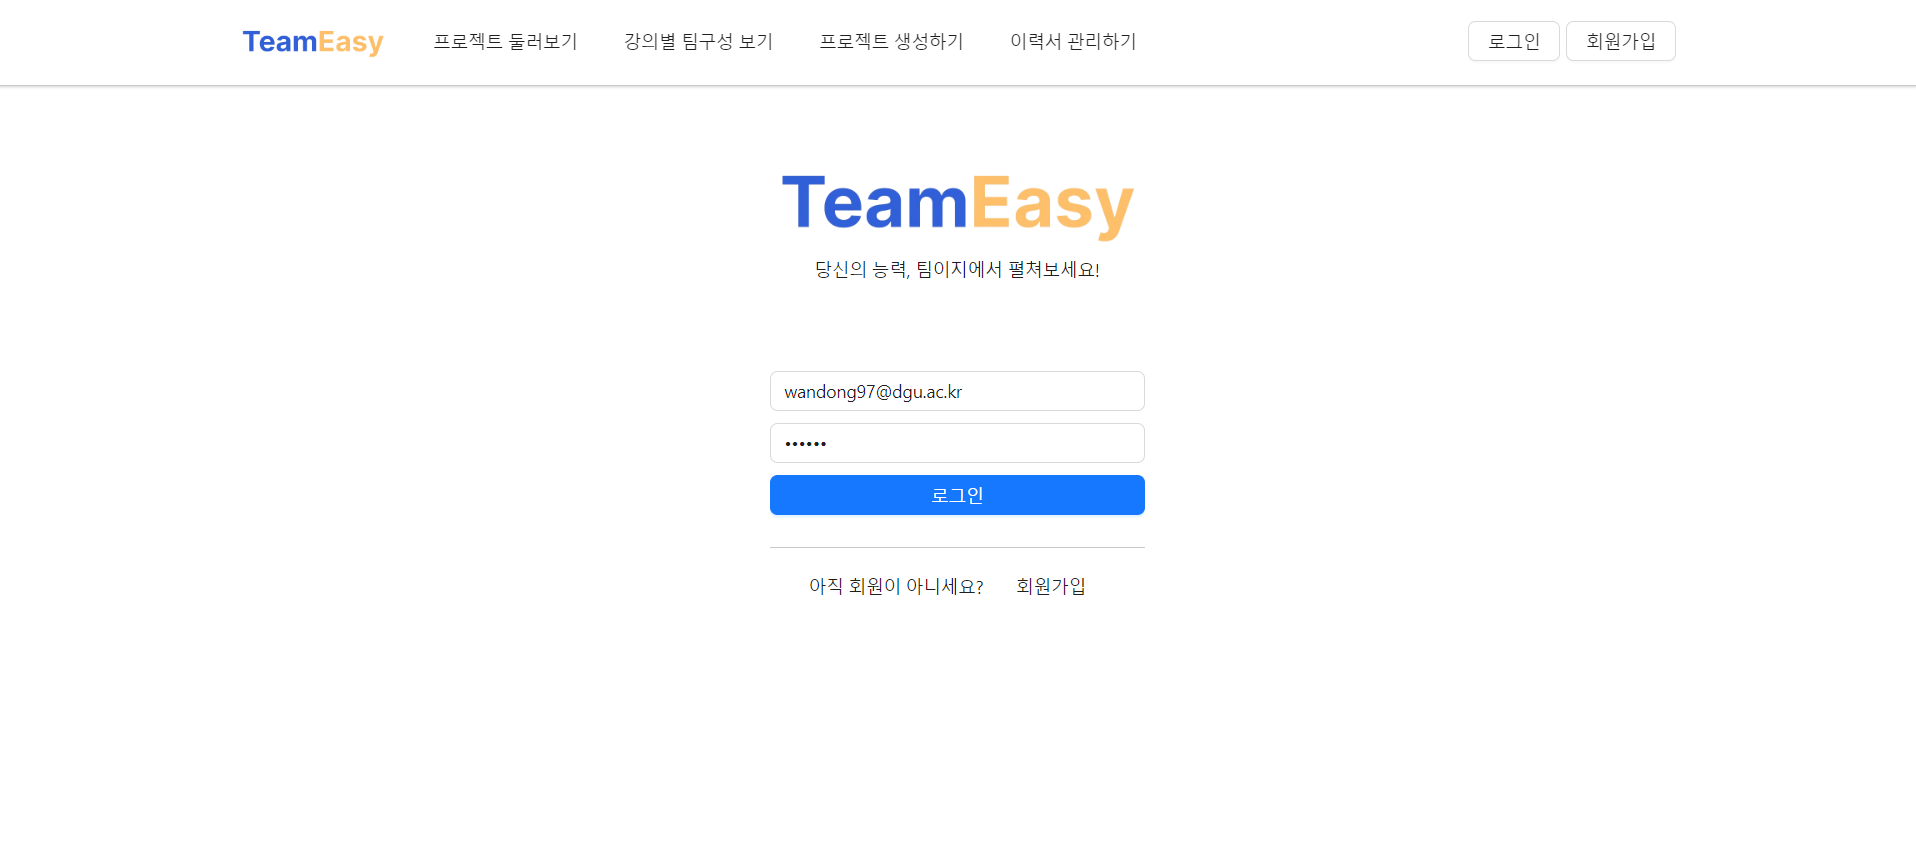 TeamEasy 프로젝트 둘러보기 강의별 팀구성 보기 프로젝트 생성하기 이력서 관리하기 로그인 회원가입
TeamEasy
당신의 능력, 팀이지에서 펼쳐보세요!
wandong97@dgu.ac.kr
••••••
로그인
아직 회원이 아니세요? 회원가입